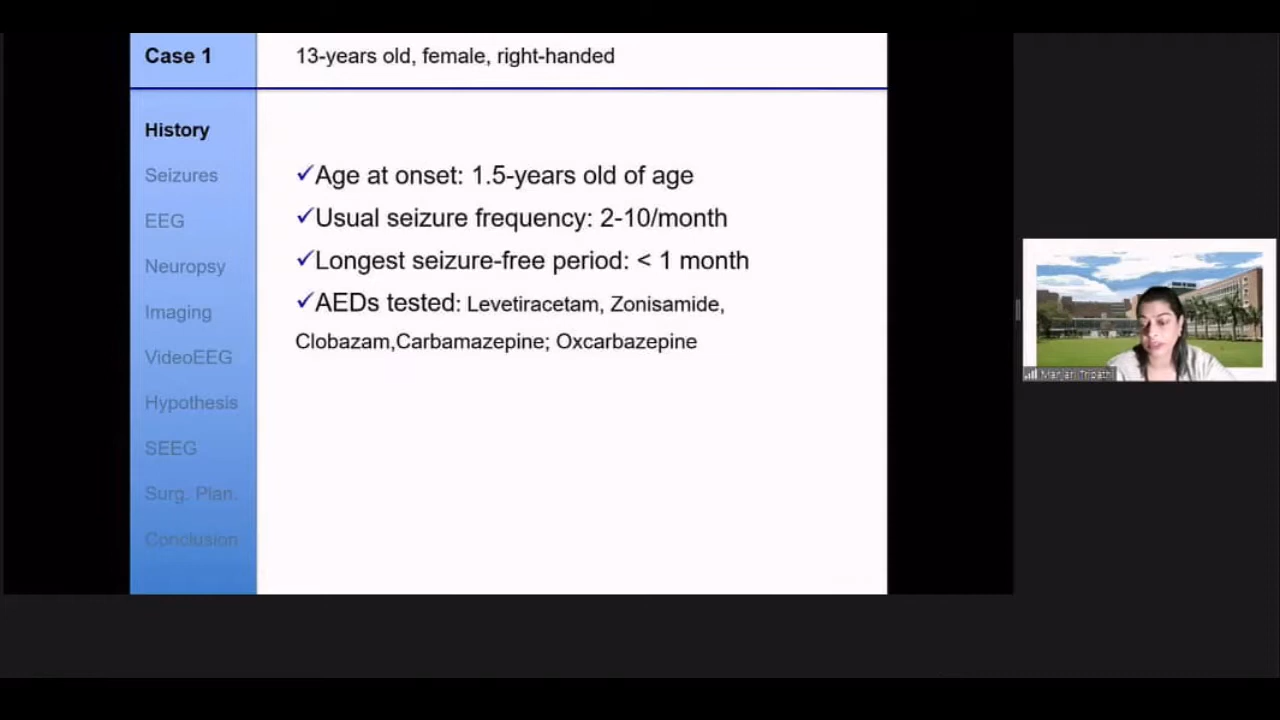 Case 1
13-years old, female, right-handed
History
Seizures
EEG
Neuropsy
Imaging
VideoEEG
Hypothesis
SEEG
Surg. Plan.
Conclusion
✓Age at onset: 1.5-years old of age
✓Usual seizure frequency: 2-10/month
✓Longest seizure-free period: < 1 month
✓AEDs tested: Levetiracetam, Zonisamide,
Clobazam,Carbamazepine; Oxcarbazepine
Manjari Tripathi